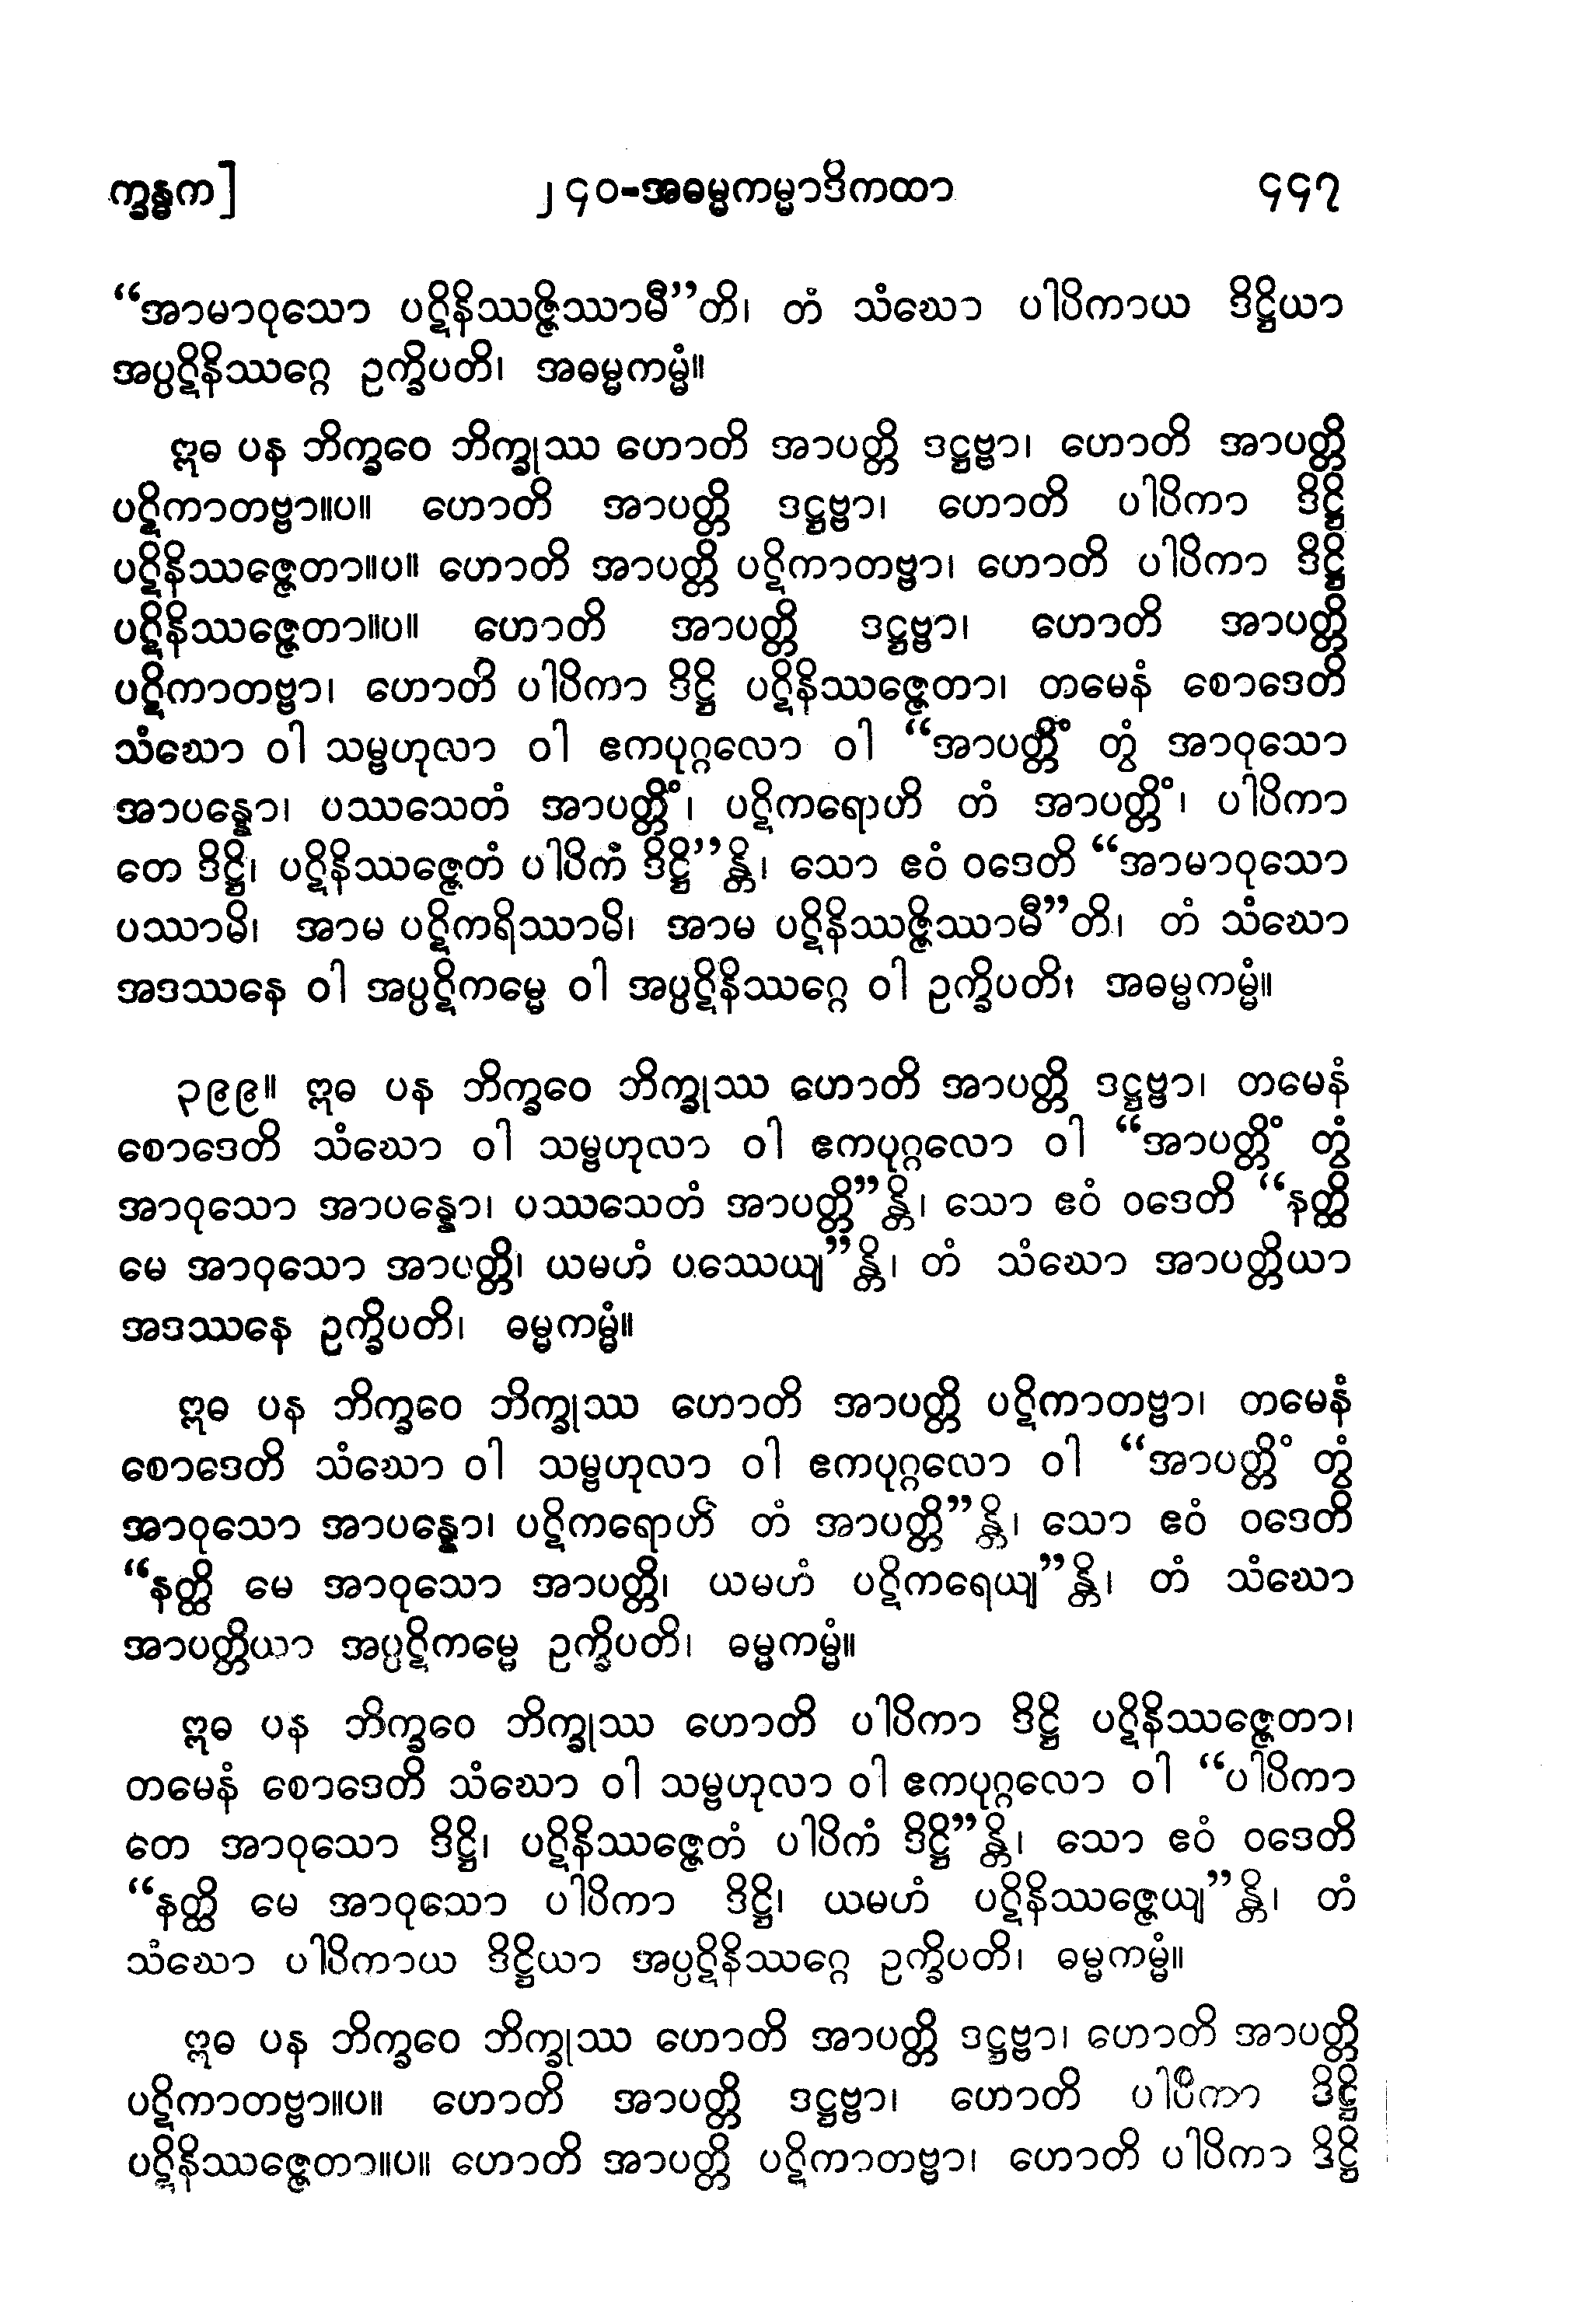 က္ခန္ဓက]	၂၄၀-အဓမ္မကမ္မာဒိကထာ	၄၄၇
“အာမာဝုသော ပဋိနိဿဇ္ဇိဿာမီ”တိ၊ တံ သံဃော ပါပိကာယ ဒိဋ္ဌိယာ
အပ္ပဋိနိဿဂ္ဂေ ဥက္ခိပတိ၊ အဓမ္မကမ္မံ။
ဣဓ ပန ဘိက္ခဝေ ဘိက္ခုဿ ဟောတိ အာပတ္တိ ဒဋ္ဌဗ္ဗာ၊ ဟောတိ အာပတ္တိ
ပဋိကာတဗ္ဗာ။ပ။ ဟောတိ အာပတ္တိ ဒဋ္ဌဗ္ဗာ၊ ဟောတိ ပါပိကာ ဒိဋ္ဌိ
ပဋိနိဿဇ္ဇေတာ။ပ။ ဟောတိ အာပတ္တိ ပဋိကာတဗ္ဗာ၊ ဟောတိ ပါပိကာ ဒိဋ္ဌိ
ပဋိနိဿဇ္ဇေတာ။ပ။ ဟောတိ အာပတ္တိ ဒဋ္ဌဗ္ဗာ၊ ဟောတိ အာပတ္တိ
ပဋိကာတဗ္ဗာ၊ ဟောတိ ပါပိကာ ဒိဋ္ဌိ ပဋိနိဿဇ္ဇေတာ၊ တမေနံ စောဒေတိ
သံဃော ဝါ သမ္ဗဟုလာ ဝါ ဧကပုဂ္ဂလော ဝါ “အာပတ္တိံ တွံ အာဝုသော
အာပန္နော၊ ပဿသေတံ အာပတ္တိံ၊ ပဋိကရောဟိ တံ အာပတ္တိံ၊ ပါပိကာ
တေ ဒိဋ္ဌိ၊ ပဋိနိဿဇ္ဇေတံ ပါပိကံ ဒိဋ္ဌိ”န္တိ၊ သော ဧဝံ ဝဒေတိ “အာမာဝုသော
ပဿာမိ၊ အာမ ပဋိကရိဿာမိ၊ အာမ ပဋိနိဿဇ္ဇိဿာမီ”တိ၊ တံ သံဃော
အဒဿနေ ဝါ အပ္ပဋိကမ္မေ ဝါ အပ္ပဋိနိဿဂ္ဂေ ဝါ ဥက္ခိပတိ၊ အဓမ္မကမ္မံ။
၃၉၉။ ဣဓ ပန ဘိက္ခဝေ ဘိက္ခုဿ ဟောတိ အာပတ္တိ ဒဋ္ဌဗ္ဗာ၊ တမေနံ
စောဒေတိ သံဃော ဝါ သမ္ဗဟုလာ ဝါ ဧကပုဂ္ဂလော ဝါ “အာပတ္တိံ တွံ
အာဝုသော အာပန္နော၊ ပဿသေတံ အာပတ္တိ”န္တိ၊ သော ဧဝံ ဝဒေတိ “နတ္ထိ
မေ အာဝုသော အာပတ္တိ၊ ယမဟံ ပဿေယျ”န္တိ၊ တံ သံဃော အာပတ္တိယာ
အဒဿနေ ဥက္ခိပတိ၊ ဓမ္မကမ္မံ။
ဣဓ ပန ဘိက္ခဝေ ဘိက္ခုဿ ဟောတိ အာပတ္တိ ပဋိကာတဗ္ဗာ၊ တမေနံ
စောဒေတိ သံဃော ဝါ သမ္ဗဟုလာ ဝါ ဧကပုဂ္ဂလော ဝါ “အာပတ္တိံ တွံ
အာဝုသော အာပန္နော၊ ပဋိကရောဟိ တံ အာပတ္တိ”န္တိ၊ သော ဧဝံ ဝဒေတိ
“နတ္ထိ မေ အာဝုသော အာပတ္တိ၊ ယမဟံ ပဋိကရေယျ”န္တိ၊ တံ သံဃော
အာပတ္တိယာ အပ္ပဋိကမ္မေ ဥက္ခိပတိ၊ ဓမ္မကမ္မံ။
ဣဓ ပန ဘိက္ခဝေ ဘိက္ခုဿ ဟောတိ ပါပိကာ ဒိဋ္ဌိ ပဋိနိဿဇ္ဇေတာ၊
တမေနံ စောဒေတိ သံဃော ဝါ သမ္ဗဟုလာ ဝါ ဧကပုဂ္ဂလော ဝါ “ပါပိကာ
တေ အာဝုသော ဒိဋ္ဌိ၊ ပဋိနိဿဇ္ဇေတံ ပါပိကံ ဒိဋ္ဌိ”န္တိ၊ သော ဧဝံ ဝဒေတိ
“နတ္ထိ မေ အာဝုသော ပါပိကာ ဒိဋ္ဌိ၊ ယမဟံ ပဋိနိဿဇ္ဇေယျ”န္တိ၊ တံ
သံဃော ပါပိကာယ ဒိဋ္ဌိယာ အပ္ပဋိနိဿဂ္ဂေ ဥက္ခိပတိ၊ ဓမ္မကမ္မံ။
ဣဓ ပန ဘိက္ခဝေ ဘိက္ခုဿ ဟောတိ အာပတ္တိ ဒဋ္ဌဗ္ဗာ၊ ဟောတိ အာပတ္တိ
ပဋိကာတဗ္ဗာ။ပ။ ဟောတိ အာပတ္တိ ဒဋ္ဌဗ္ဗာ၊ ဟောတိ ပါပိကာ ဒိဋ္ဌိ
ပဋိနိဿဇ္ဇေတာ။ပ။ ဟောတိ အာပတ္တိ ပဋိကာတဗ္ဗာ၊ ဟောတိ ပါပိကာ ဒိဋ္ဌိ